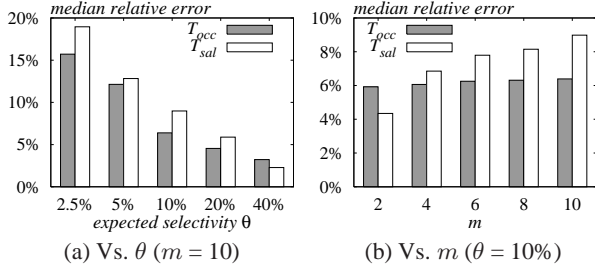 median relative error
20%
15%
10%
5%
0%
T_occ
T_sal
2.5% 5% 10% 20% 40%
expected selectivity θ
(a) Vs. θ (m = 10)
median relative error
10%
8%
6%
4%
2%
0%
T_occ
T_sal
2 4 6 8 10
m
(b) Vs. m (θ = 10%)